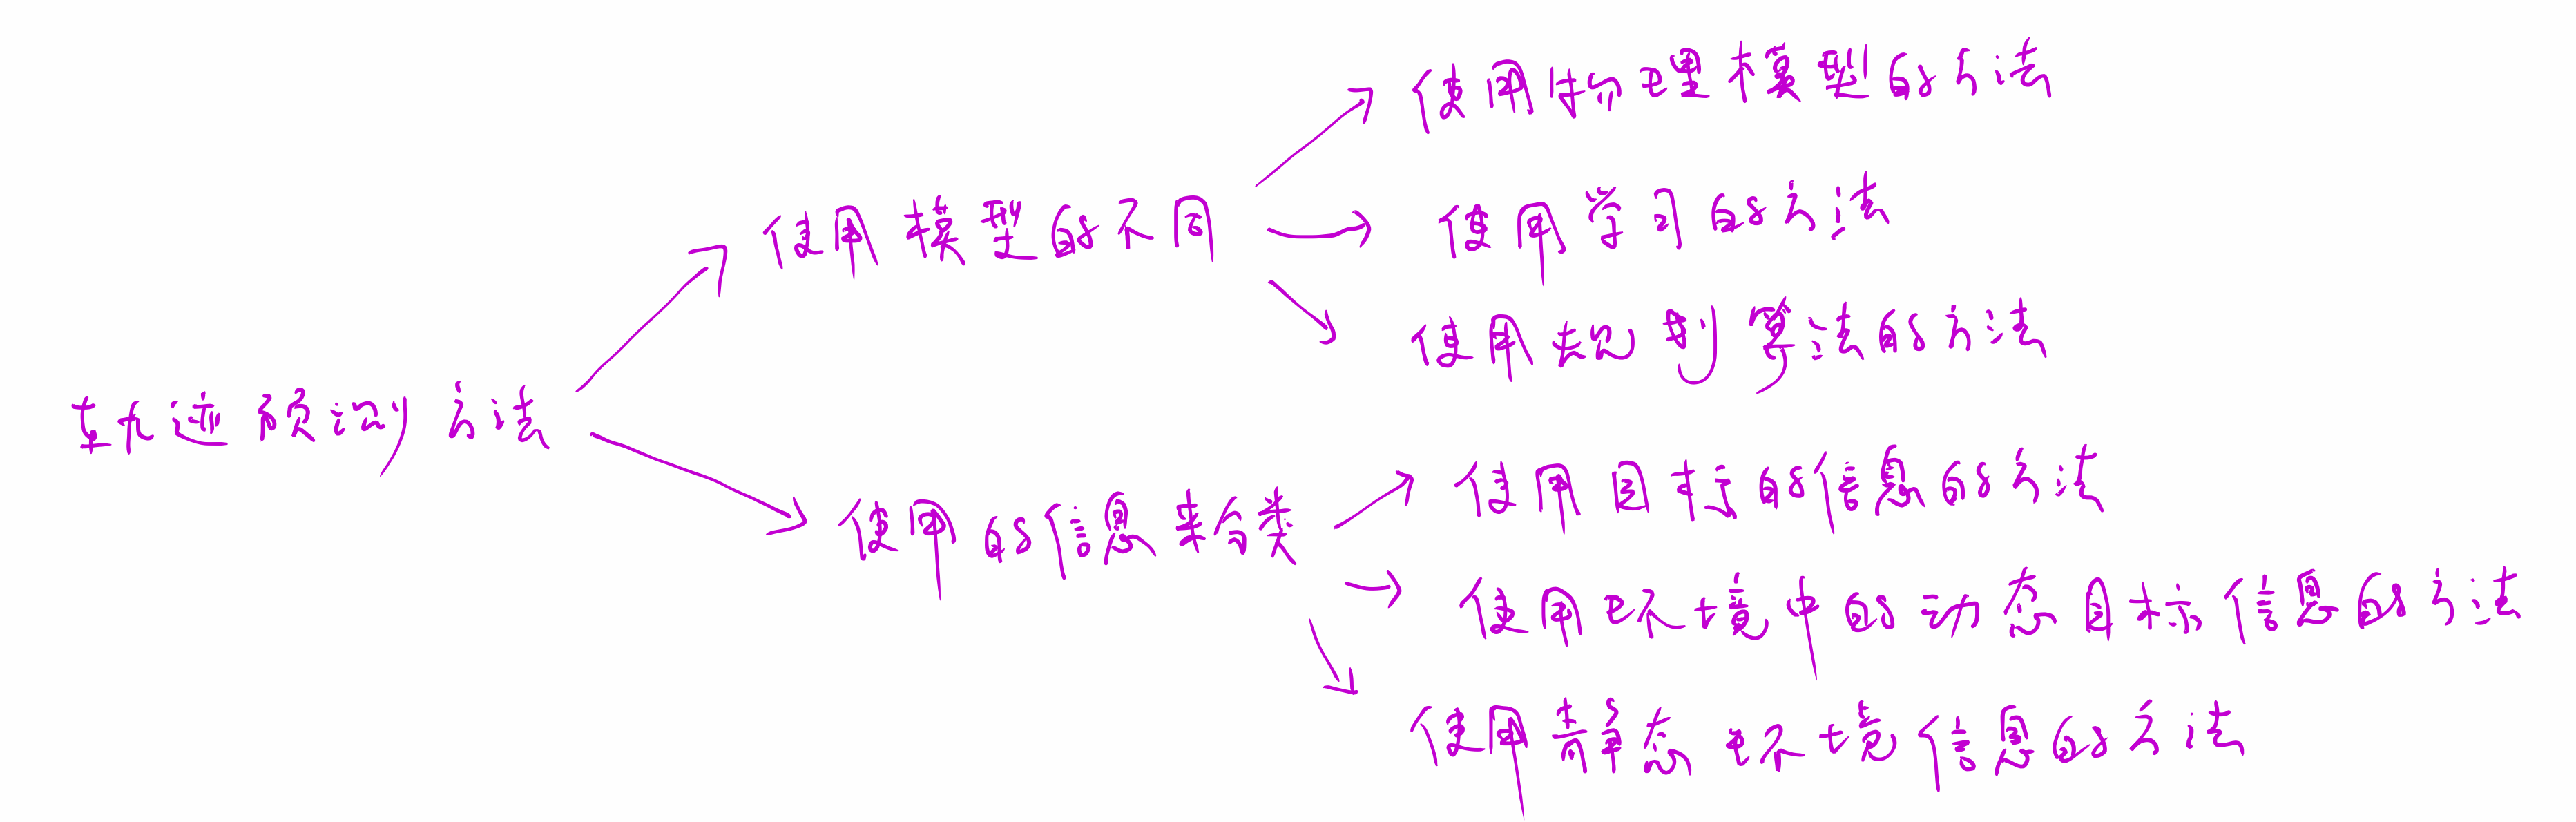 使用物理模型的方法
使用模型的不同
使用学习的方法
使用规划算法的方法
轨迹预测方法
使用目标的信息的方法
使用的信息来分类
使用环境中的动态目标信息的方法
使用静态环境信息的方法